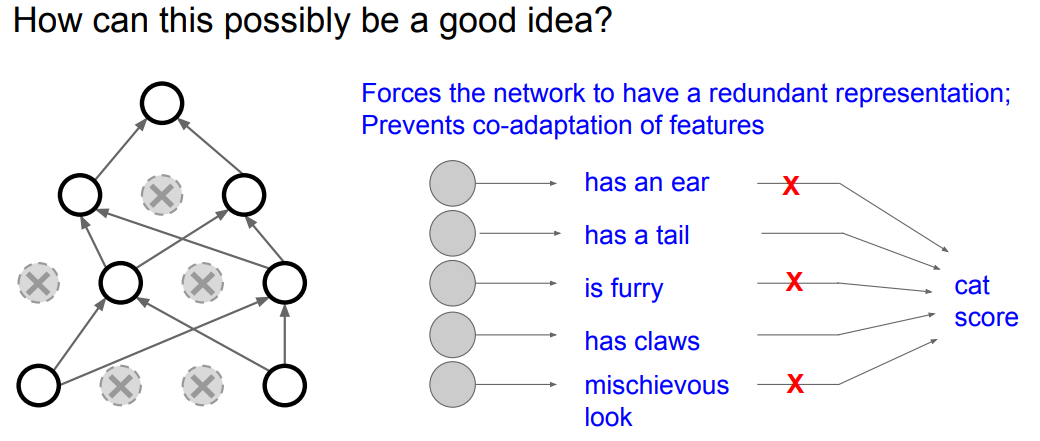 How can this possibly be a good idea?
Forces the network to have a redundant representation;
Prevents co-adaptation of features
has an ear
X
has a tail
is furry
X
cat
score
has claws
mischievous
look
X